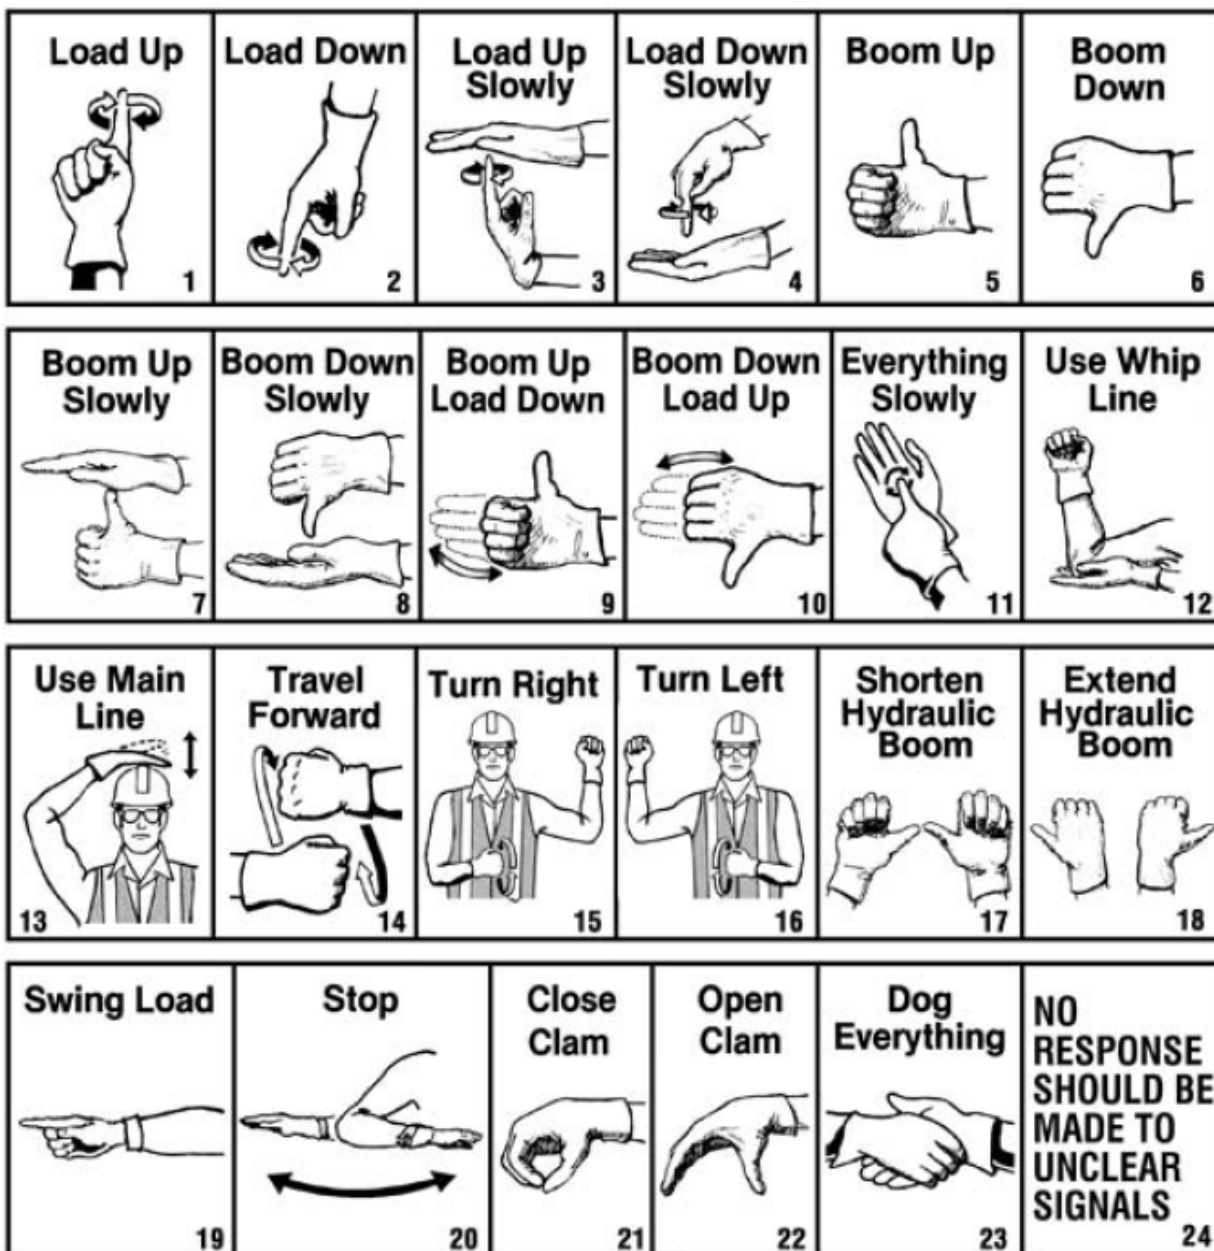 Load Up
1
Load Down
2
Load Up
Slowly
3
Load Down
Slowly
4
Boom Up
5
Boom
Down
6
Boom Up
Slowly
7
Boom Down
Slowly
8
Boom Up
Load Down
9
Boom Down
Load Up
10
Everything
Slowly
11
Use Whip
Line
12
Use Main
Line
13
Travel
Forward
14
Turn Right
15
Turn Left
16
Shorten
Hydraulic
Boom
17
Extend
Hydraulic
Boom
18
Swing Load
19
Stop
20
Close
Clam
21
Open
Clam
22
Dog
Everything
23
NO
RESPONSE
SHOULD BE
MADE TO
UNCLEAR
SIGNALS
24